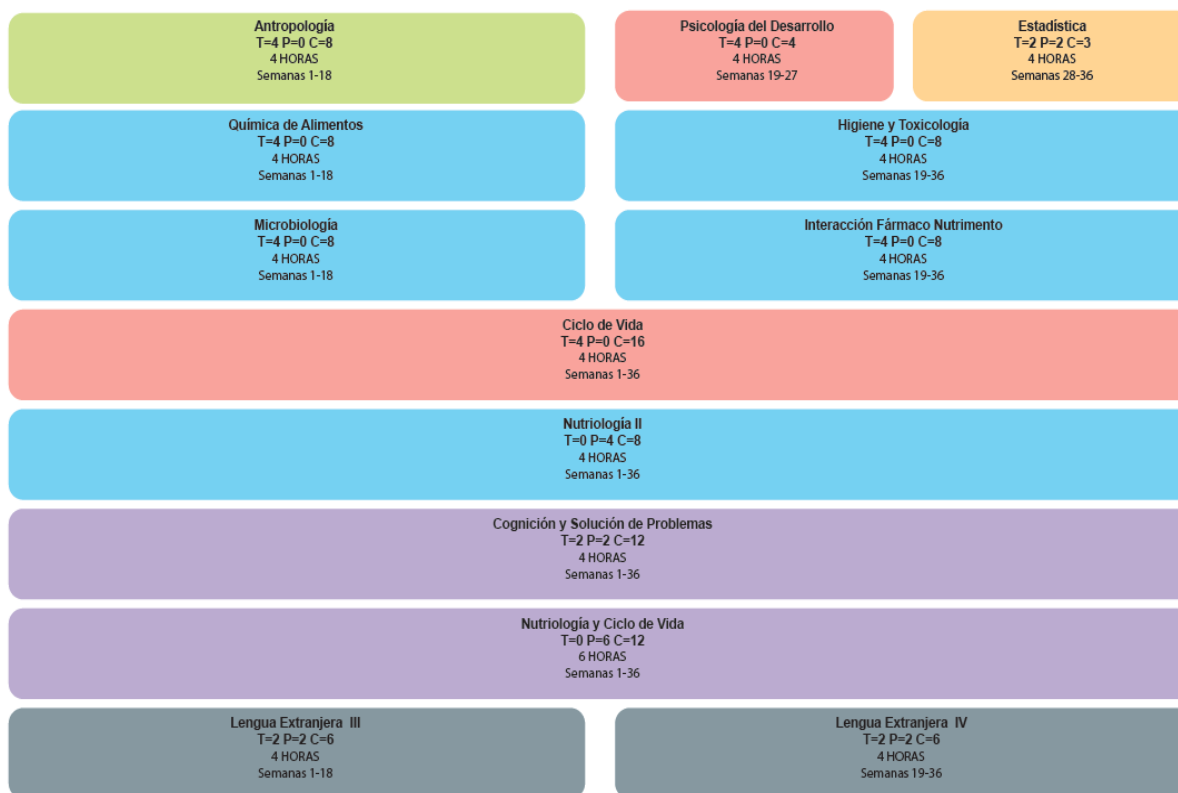 Antropología
T=4 P=0 C=8
4 HORAS
Semanas 1-18
Psicología del Desarrollo
T=4 P=0 C=4
4 HORAS
Semanas 19-27
Estadística
T=2 P=2 C=3
4 HORAS
Semanas 28-36
Química de Alimentos
T=4 P=0 C=8
4 HORAS
Semanas 1-18
Higiene y Toxicología
T=4 P=0 C=8
4 HORAS
Semanas 19-36
Microbiología
T=4 P=0 C=8
4 HORAS
Semanas 1-18
Interacción Fármaco Nutrimento
T=4 P=0 C=8
4 HORAS
Semanas 19-36
Ciclo de Vida
T=4 P=0 C=16
4 HORAS
Semanas 1-36
Nutriología II
T=0 P=4 C=8
4 HORAS
Semanas 1-36
Cognición y Solución de Problemas
T=2 P=2 C=12
4 HORAS
Semanas 1-36
Nutriología y Ciclo de Vida
T=0 P=6 C=12
6 HORAS
Semanas 1-36
Lengua Extranjera III
T=2 P=2 C=6
4 HORAS
Semanas 1-18
Lengua Extranjera IV
T=2 P=2 C=6
4 HORAS
Semanas 19-36